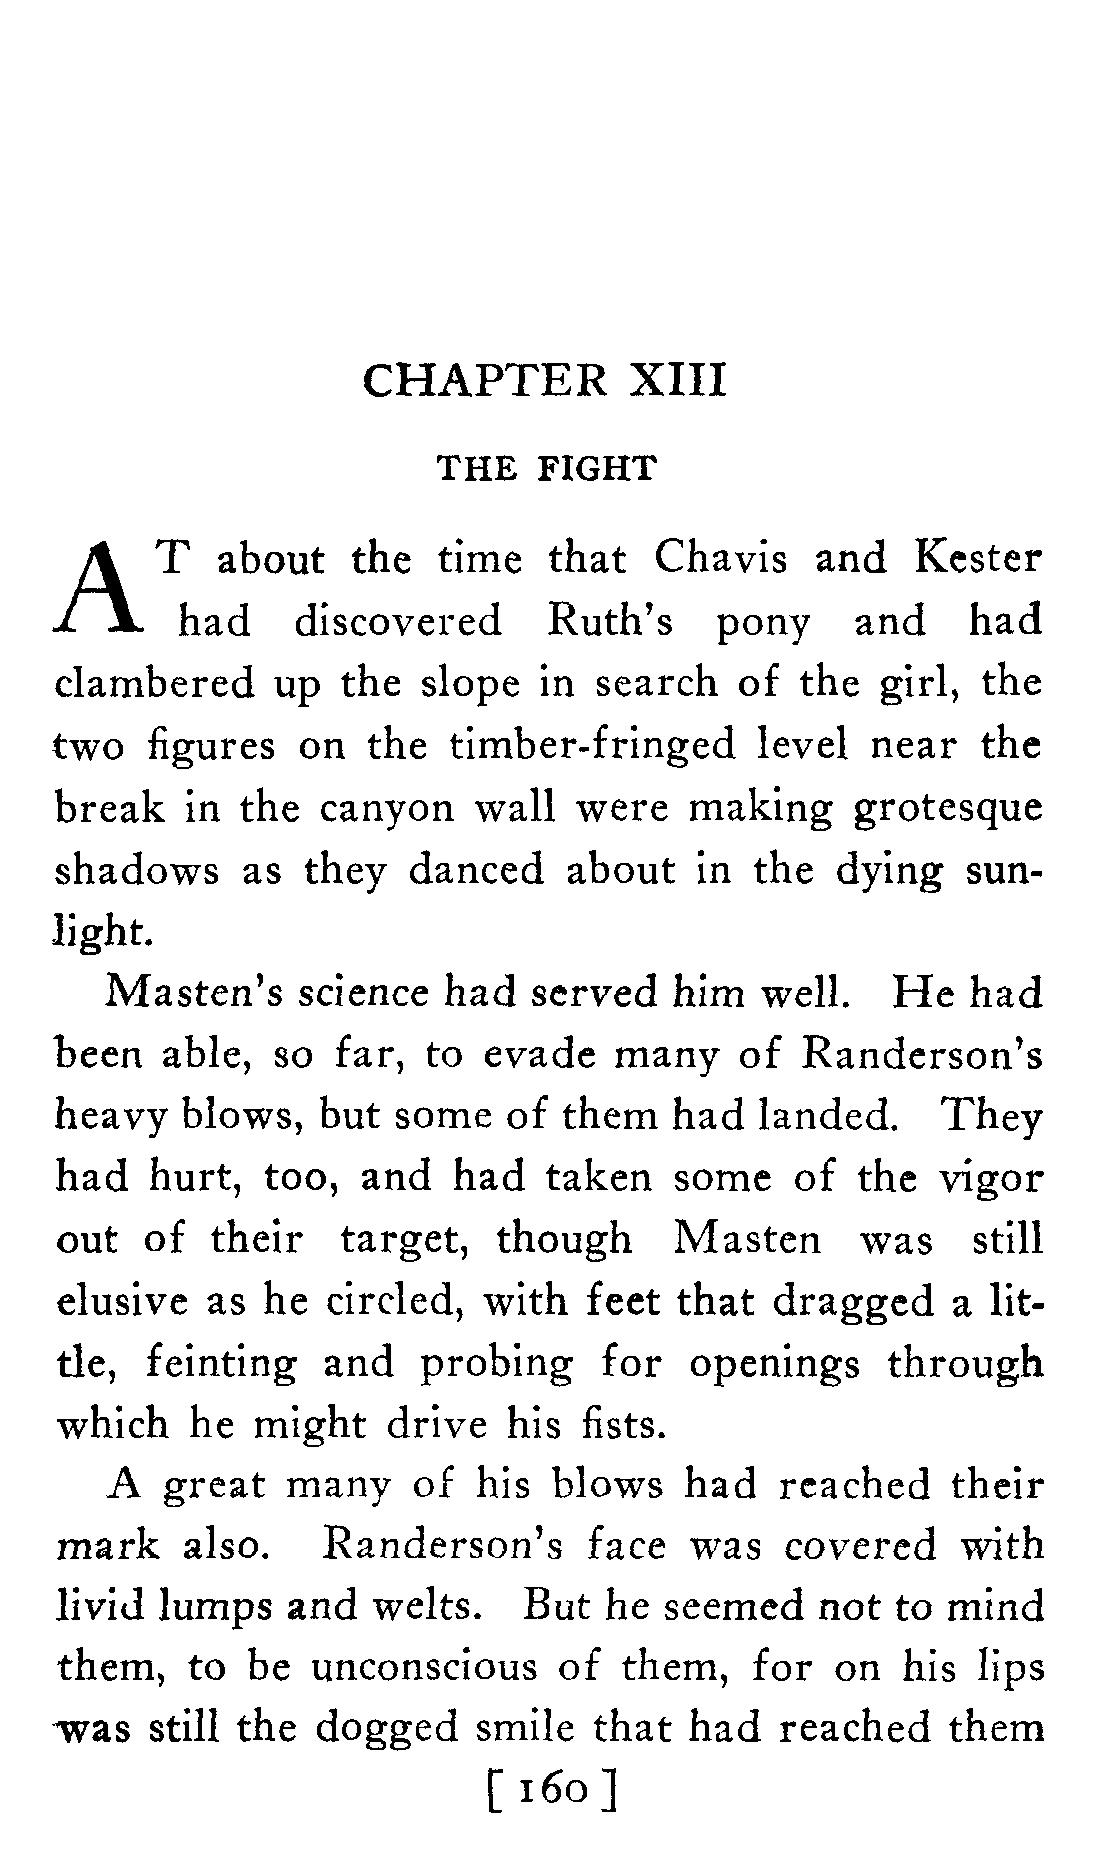 CHAPTER XIII
THE FIGHT
AT about the time that Chavis and Kester
had discovered Ruth's pony and had
clambered up the slope in search of the girl, the
two figures on the timber-fringed level near the
break in the canyon wall were making grotesque
shadows as they danced about in the dying sun-
light.
Masten's science had served him well. He had
been able, so far, to evade many of Randerson's
heavy blows, but some of them had landed. They
had hurt, too, and had taken some of the vigor
out of their target, though Masten was still
elusive as he circled, with feet that dragged a lit-
tle, feinting and probing for openings through
which he might drive his fists.
A great many of his blows had reached their
mark also. Randerson's face was covered with
livid lumps and welts. But he seemed not to mind
them, to be unconscious of them, for on his lips
was still the dogged smile that had reached them
[ 160 ]